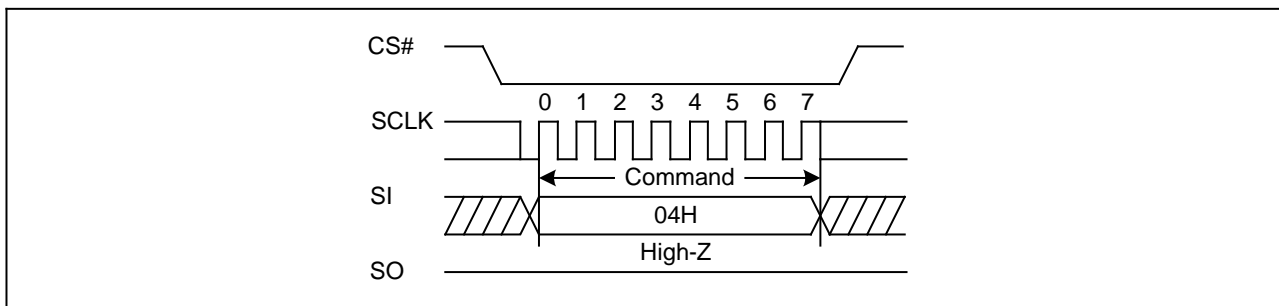 CS#
0 1 2 3 4 5 6 7
SCLK
Command
SI
04H
High-Z
SO